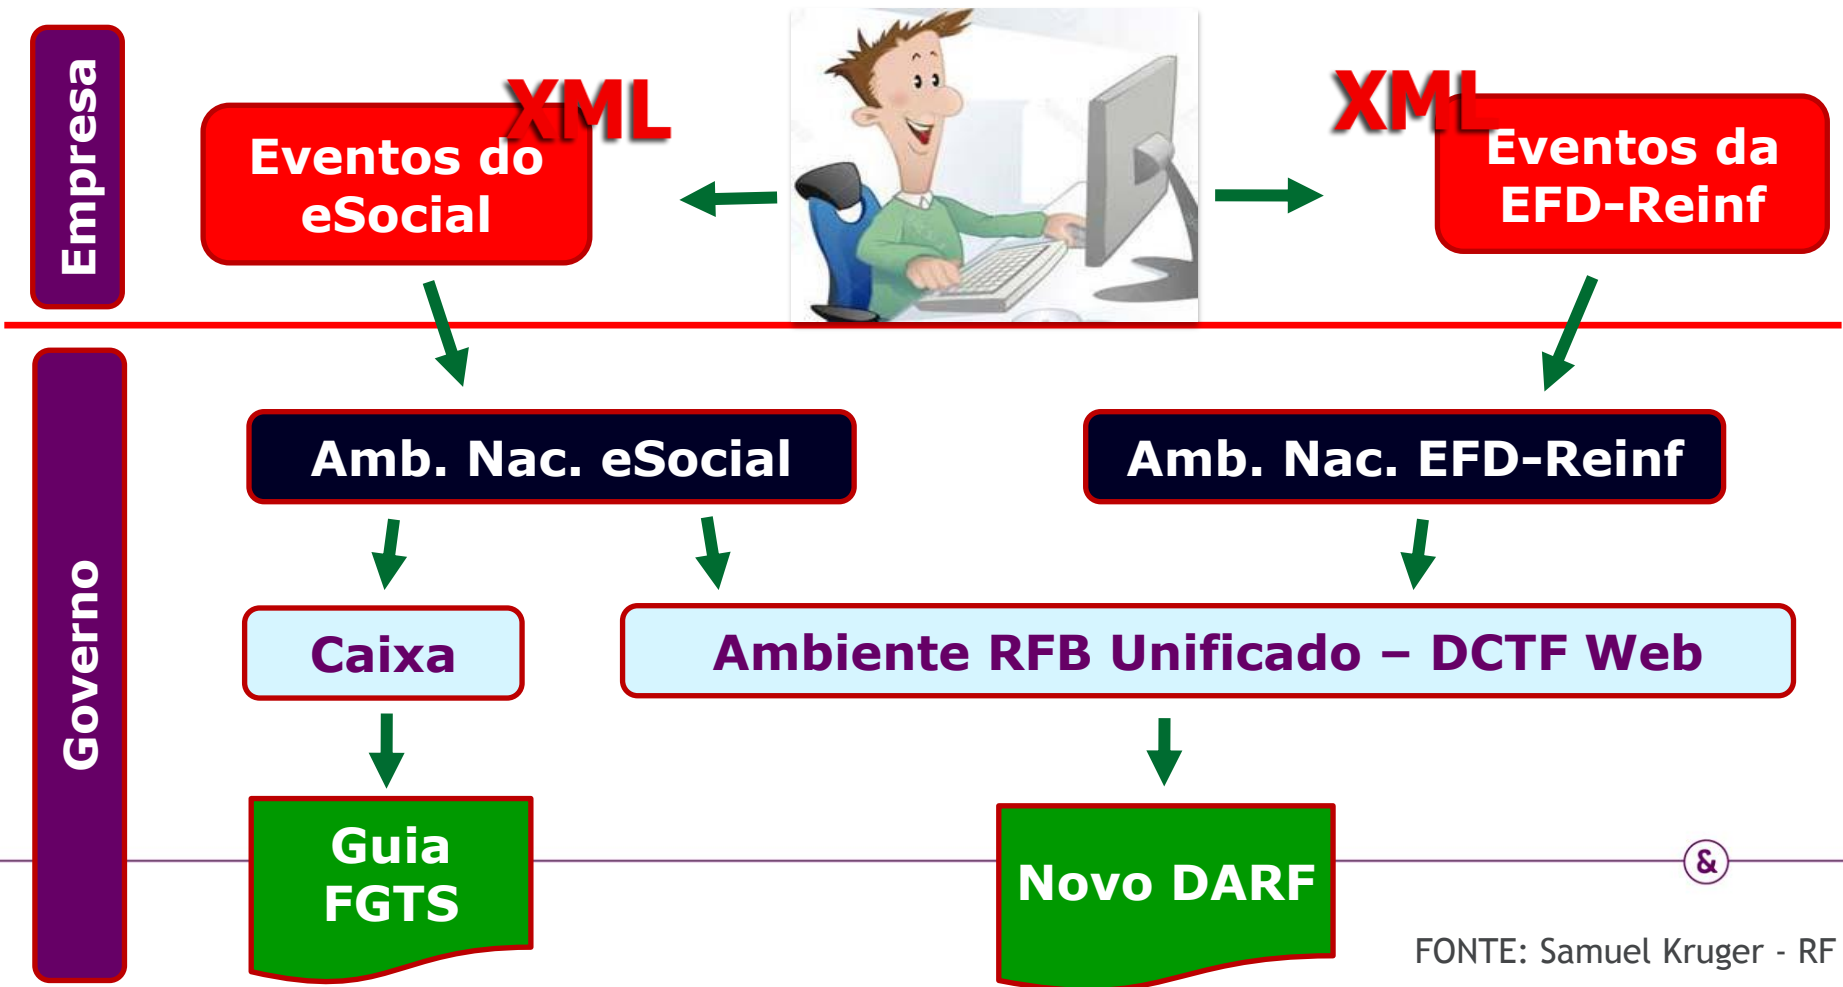 Empresa
XML
Eventos do
eSocial
XML
Eventos da
EFD-Reinf
Governo
Amb. Nac. eSocial
Amb. Nac. EFD-Reinf
Caixa
Ambiente RFB Unificado – DCTF Web
Guia
FGTS
Novo DARF
&
FONTE: Samuel Kruger - RF